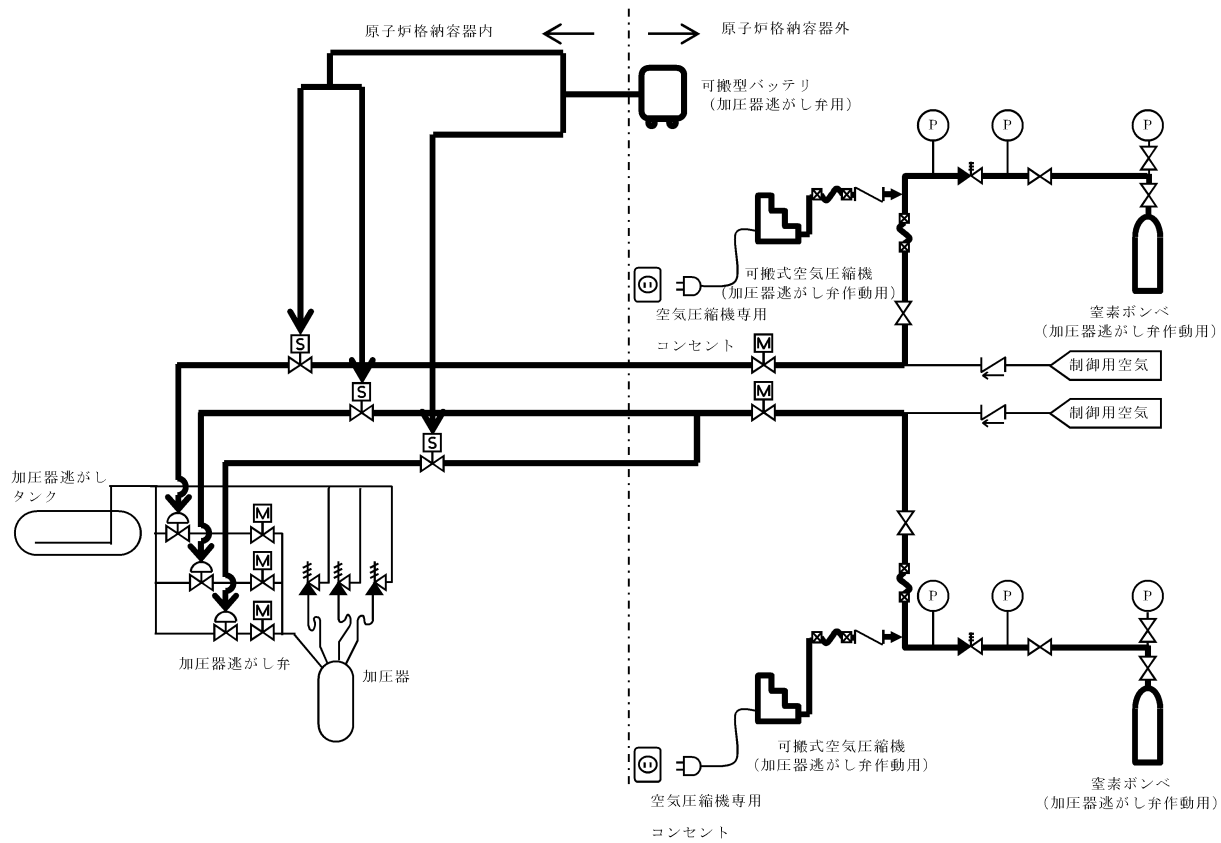 原子炉格納容器内
原子炉格納容器外
可搬型バッテリ
（加圧器逃がし弁用）
P
P
P
可搬式空気圧縮機
（加圧器逃がし弁作動用）
空気圧縮機専用
コンセント
窒素ボンベ
（加圧器逃がし弁作動用）
S
M
制御用空気
S
M
制御用空気
S
加圧器逃がし
タンク
M
M
M
加圧器逃がし弁
加圧器
P
P
P
可搬式空気圧縮機
（加圧器逃がし弁作動用）
空気圧縮機専用
コンセント
窒素ボンベ
（加圧器逃がし弁作動用）